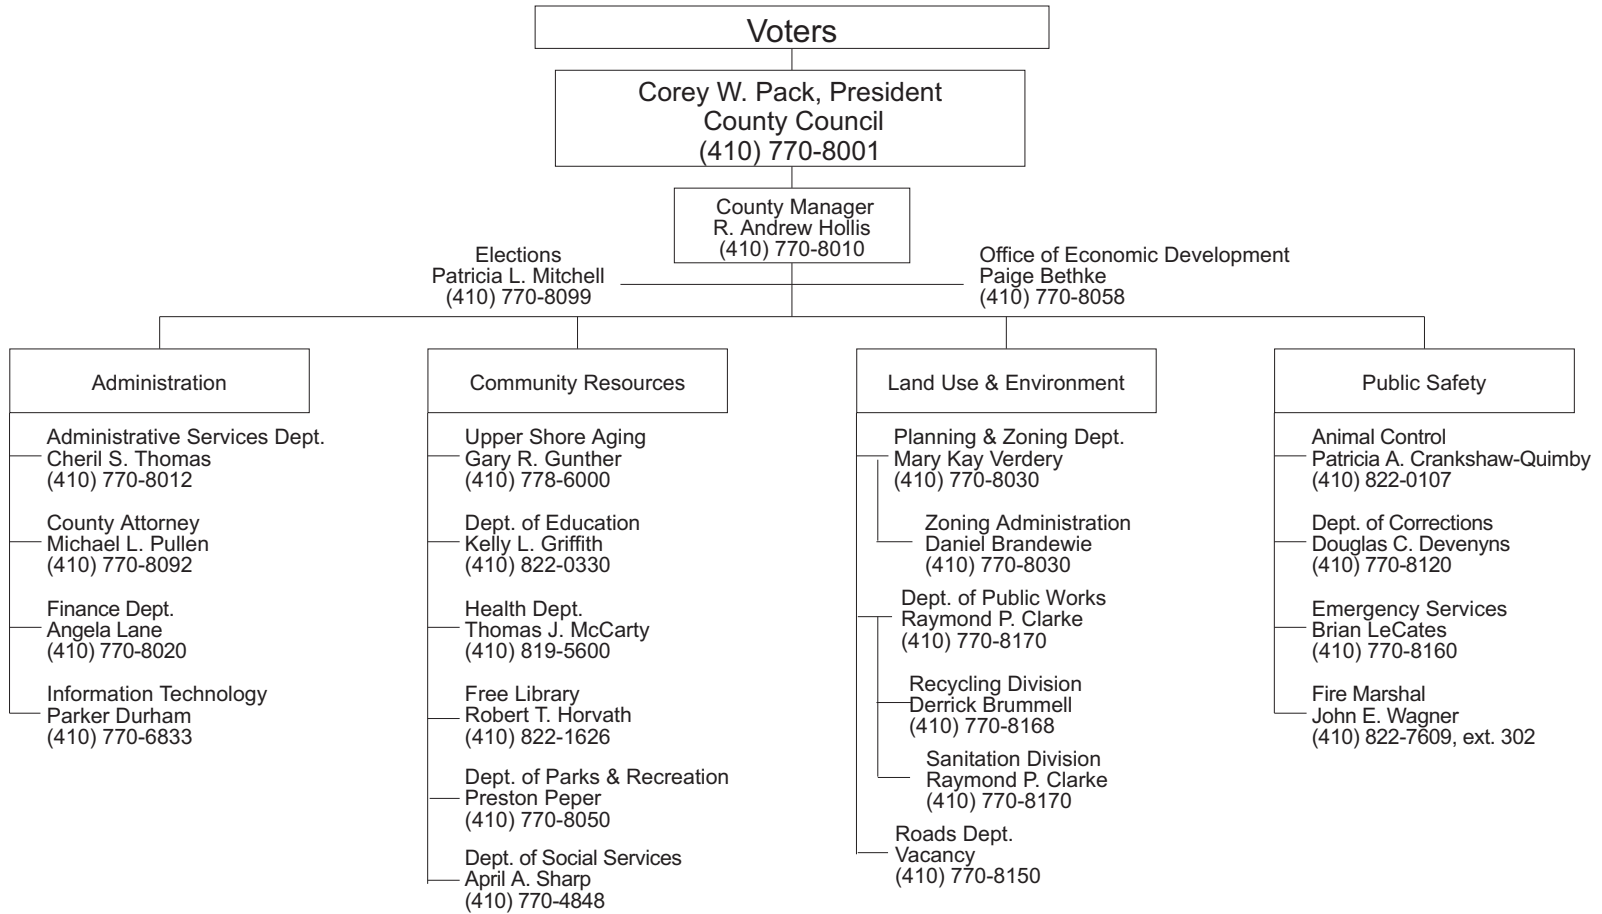 Voters
Corey W. Pack, President
County Council
(410) 770-8001
County Manager
R. Andrew Hollis
(410) 770-8010
Elections
Patricia L. Mitchell
(410) 770-8099
Office of Economic Development
Paige Bethke
(410) 770-8058
Administration
Administrative Services Dept.
Cheril S. Thomas
(410) 770-8012
County Attorney
Michael L. Pullen
(410) 770-8092
Finance Dept.
Angela Lane
(410) 770-8020
Information Technology
Parker Durham
(410) 770-6833
Community Resources
Upper Shore Aging
Gary R. Gunther
(410) 778-6000
Dept. of Education
Kelly L. Griffith
(410) 822-0330
Health Dept.
Thomas J. McCarty
(410) 819-5600
Free Library
Robert T. Horvath
(410) 822-1626
Dept. of Parks & Recreation
Preston Peper
(410) 770-8050
Dept. of Social Services
April A. Sharp
(410) 770-4848
Land Use & Environment
Planning & Zoning Dept.
Mary Kay Verdery
(410) 770-8030
Zoning Administration
Daniel Brandewie
(410) 770-8030
Dept. of Public Works
Raymond P. Clarke
(410) 770-8170
Recycling Division
Derrick Brummell
(410) 770-8168
Sanitation Division
Raymond P. Clarke
(410) 770-8170
Roads Dept.
Vacancy
(410) 770-8150
Public Safety
Animal Control
Patricia A. Crankshaw-Quimby
(410) 822-0107
Dept. of Corrections
Douglas C. Devenyns
(410) 770-8120
Emergency Services
Brian LeCates
(410) 770-8160
Fire Marshal
John E. Wagner
(410) 822-7609, ext. 302